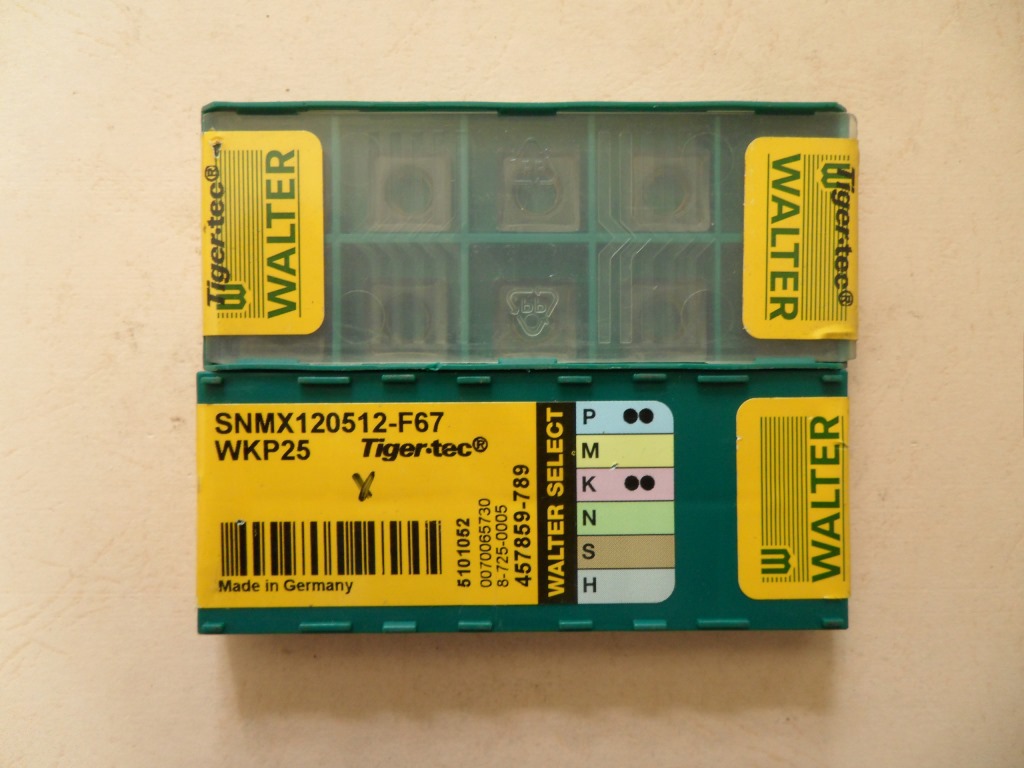 Tiger·tec®
WALTER
Tiger·tec®
WALTER
SNMX120512-F67
WKP25 Tiger·tec®
Made in Germany
5101052
0070065730
8-725-0005
457859-789
WALTER SELECT
P
M
K
N
S
H
WALTER